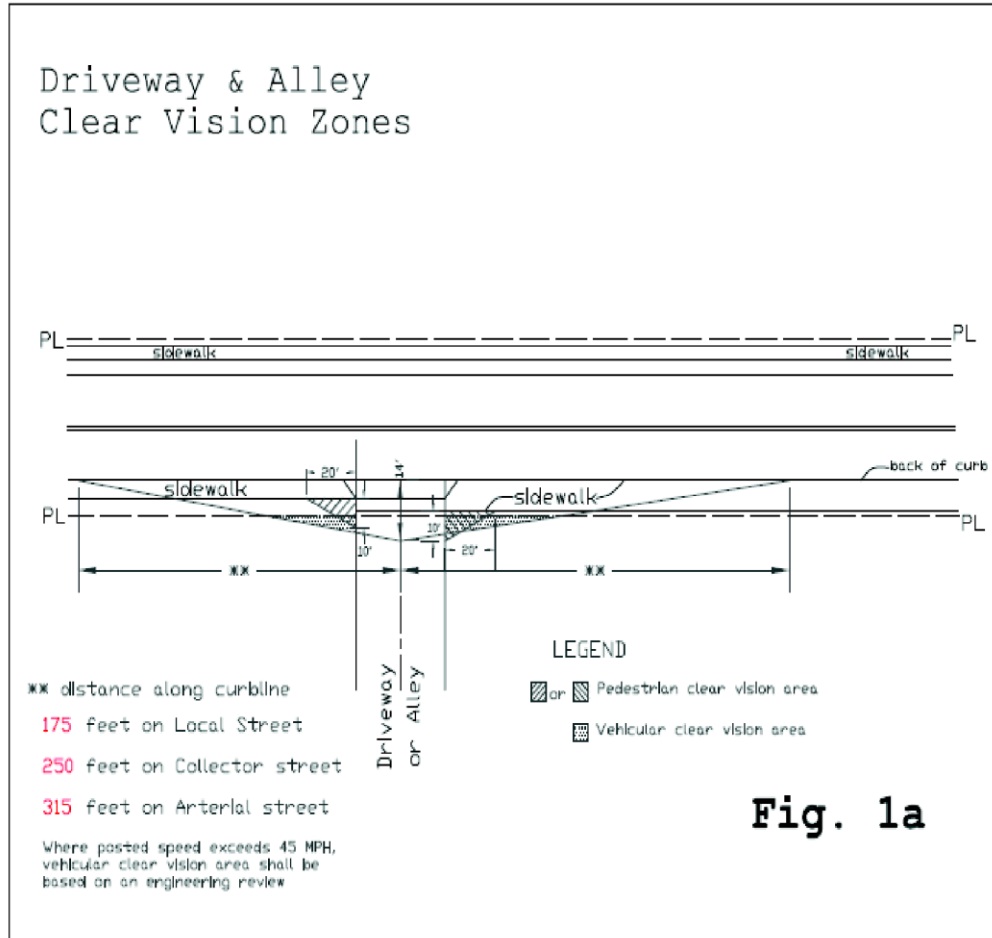 Driveway & Alley
Clear Vision Zones
PL
PL
sidewalk
sidewalk
20'
14'
back of curb
sidewalk
sidewalk
PL
PL
10'
10'
20'
**
**
LEGEND
** distance along curbline
or
Pedestrian clear vision area
175 feet on Local Street
Vehicular clear vision area
Driveway
or Alley
250 feet on Collector street
315 feet on Arterial street
Fig. 1a
Where posted speed exceeds 45 MPH,
vehicular clear vision area shall be
based on an engineering review